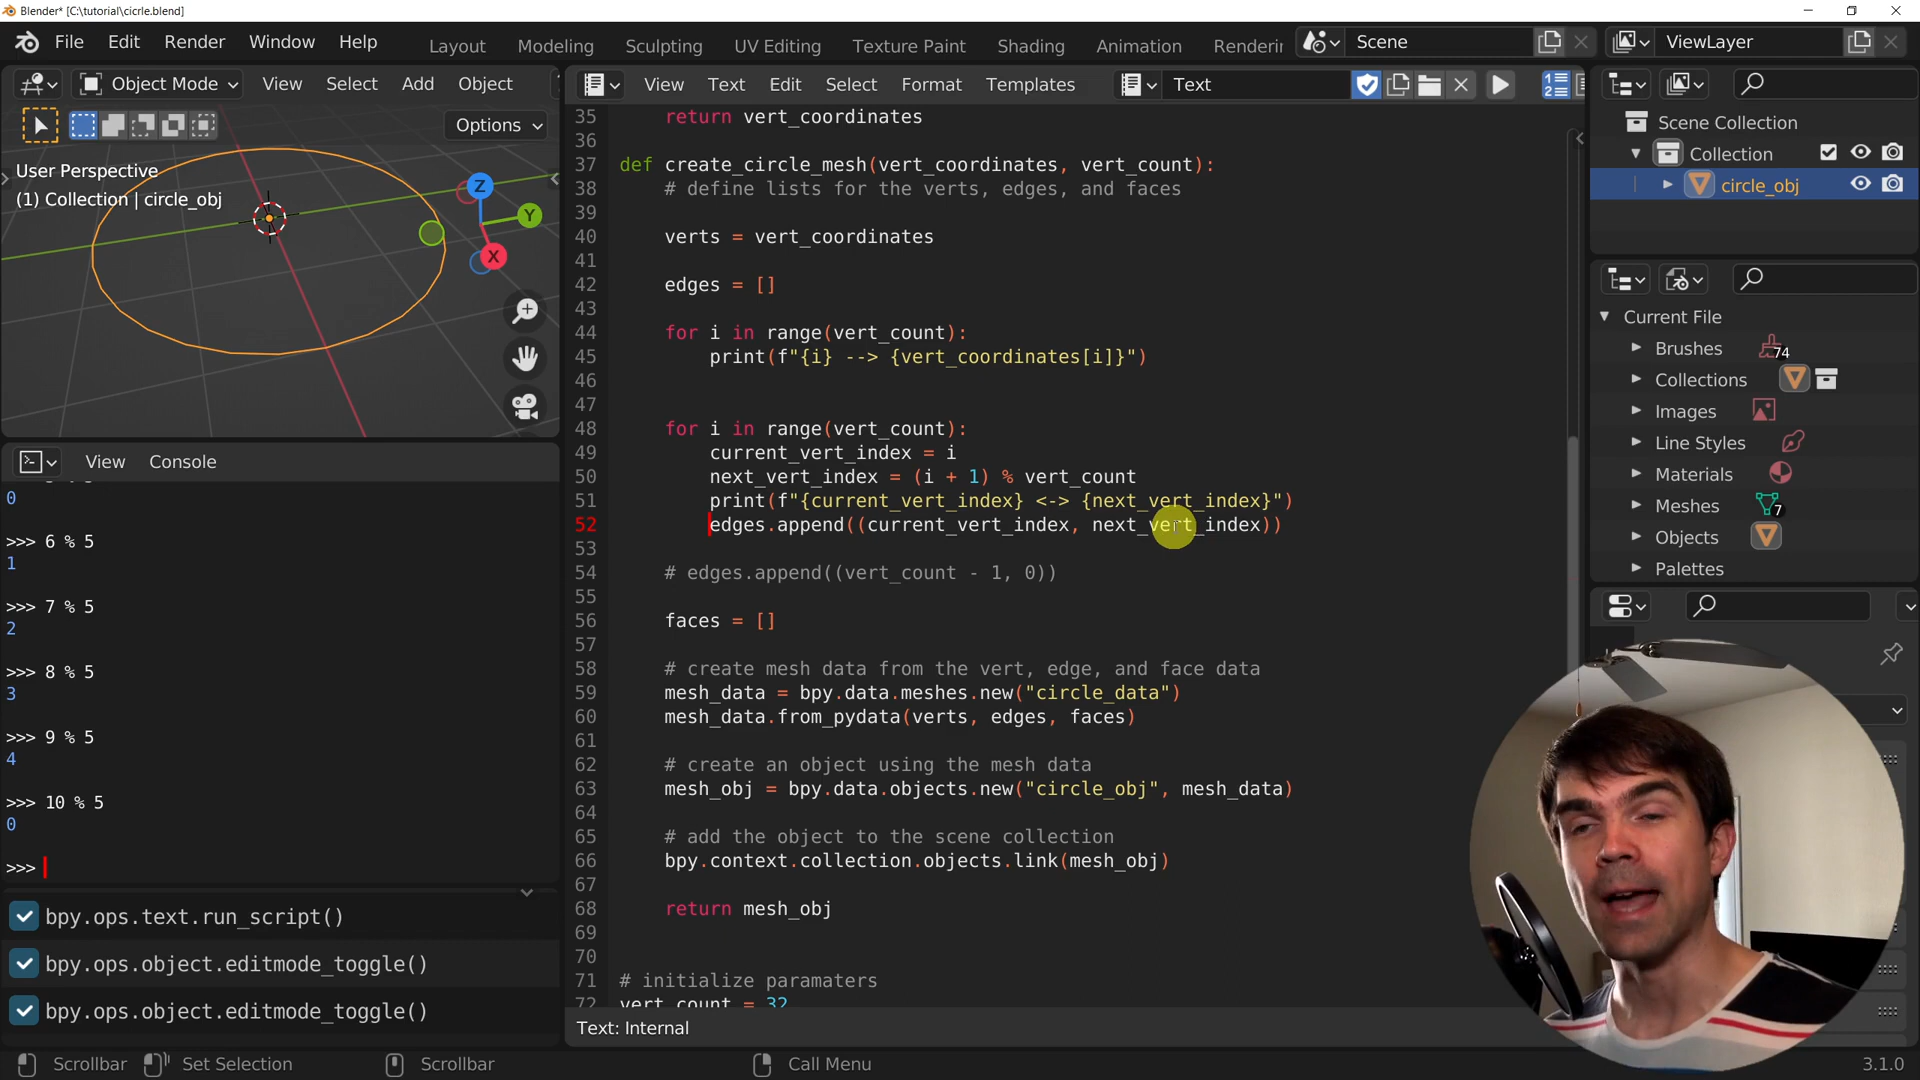 Blender* [C:\tutorial\cicrle.blend]
File Edit Render Window Help
Layout Modeling Sculpting UV Editing Texture Paint Shading Animation Renderin
Scene
ViewLayer
Object Mode View Select Add Object
View Text Edit Select Format Templates
Text
Options
User Perspective
(1) Collection | circle_obj
Z
Y
X
View Console
0
>>> 6 % 5
1
>>> 7 % 5
2
>>> 8 % 5
3
>>> 9 % 5
4
>>> 10 % 5
0
>>>
bpy.ops.text.run_script()
bpy.ops.object.editmode_toggle()
bpy.ops.object.editmode_toggle()
35 return vert_coordinates
36
37 def create_circle_mesh(vert_coordinates, vert_count):
38 # define lists for the verts, edges, and faces
39
40 verts = vert_coordinates
41
42 edges = []
43
44 for i in range(vert_count):
45 print(f"{i} --> {vert_coordinates[i]}")
46
47
48 for i in range(vert_count):
49 current_vert_index = i
50 next_vert_index = (i + 1) % vert_count
51 print(f"{current_vert_index} <-> {next_vert_index}")
52 edges.append((current_vert_index, next_vert_index))
53
54 # edges.append((vert_count - 1, 0))
55
56 faces = []
57
58 # create mesh data from the vert, edge, and face data
59 mesh_data = bpy.data.meshes.new("circle_data")
60 mesh_data.from_pydata(verts, edges, faces)
61
62 # create an object using the mesh data
63 mesh_obj = bpy.data.objects.new("circle_obj", mesh_data)
64
65 # add the object to the scene collection
66 bpy.context.collection.objects.link(mesh_obj)
67
68 return mesh_obj
69
70
71 # initialize paramaters
72 vert_count = 32
Text: Internal
Scene Collection
Collection
circle_obj
Current File
Brushes 74
Collections
Images
Line Styles
Materials
Meshes 7
Objects
Palettes
Scrollbar Set Selection Scrollbar Call Menu 3.1.0